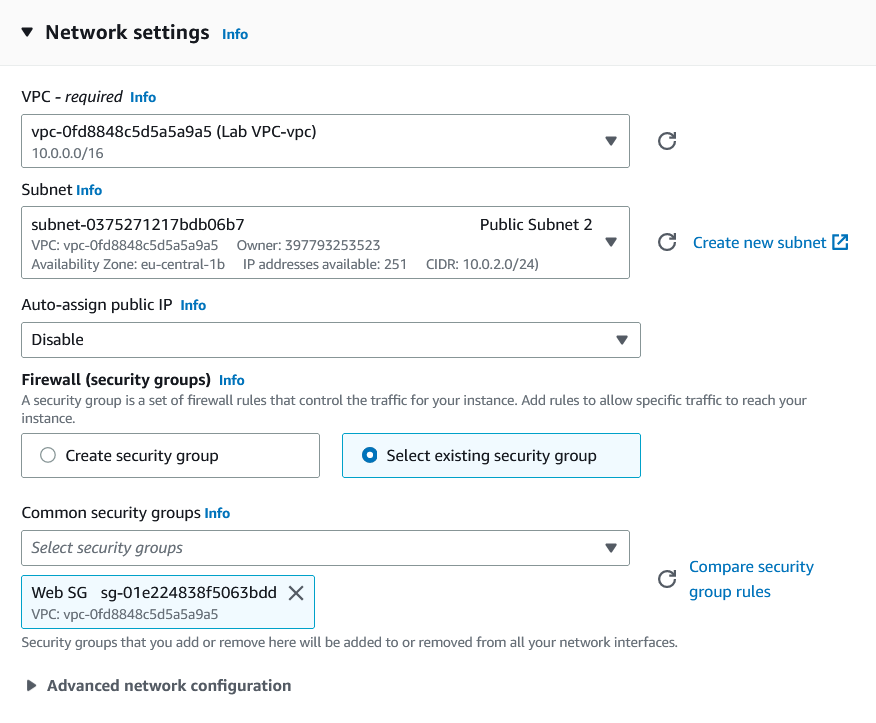 Network settings Info
VPC - required Info
vpc-0fd8848c5d5a5a9a5 (Lab VPC-vpc)
10.0.0.0/16
Subnet Info
subnet-0375271217bdb06b7 Public Subnet 2
VPC: vpc-0fd8848c5d5a5a9a5 Owner: 397793253523
Availability Zone: eu-central-1b IP addresses available: 251 CIDR: 10.0.2.0/24)
Create new subnet
Auto-assign public IP Info
Disable
Firewall (security groups) Info
A security group is a set of firewall rules that control the traffic for your instance. Add rules to allow specific traffic to reach your
instance.
Create security group
Select existing security group
Common security groups Info
Select security groups
Compare security
group rules
Web SG sg-01e224838f5063bdd
VPC: vpc-0fd8848c5d5a5a9a5
Security groups that you add or remove here will be added to or removed from all your network interfaces.
Advanced network configuration